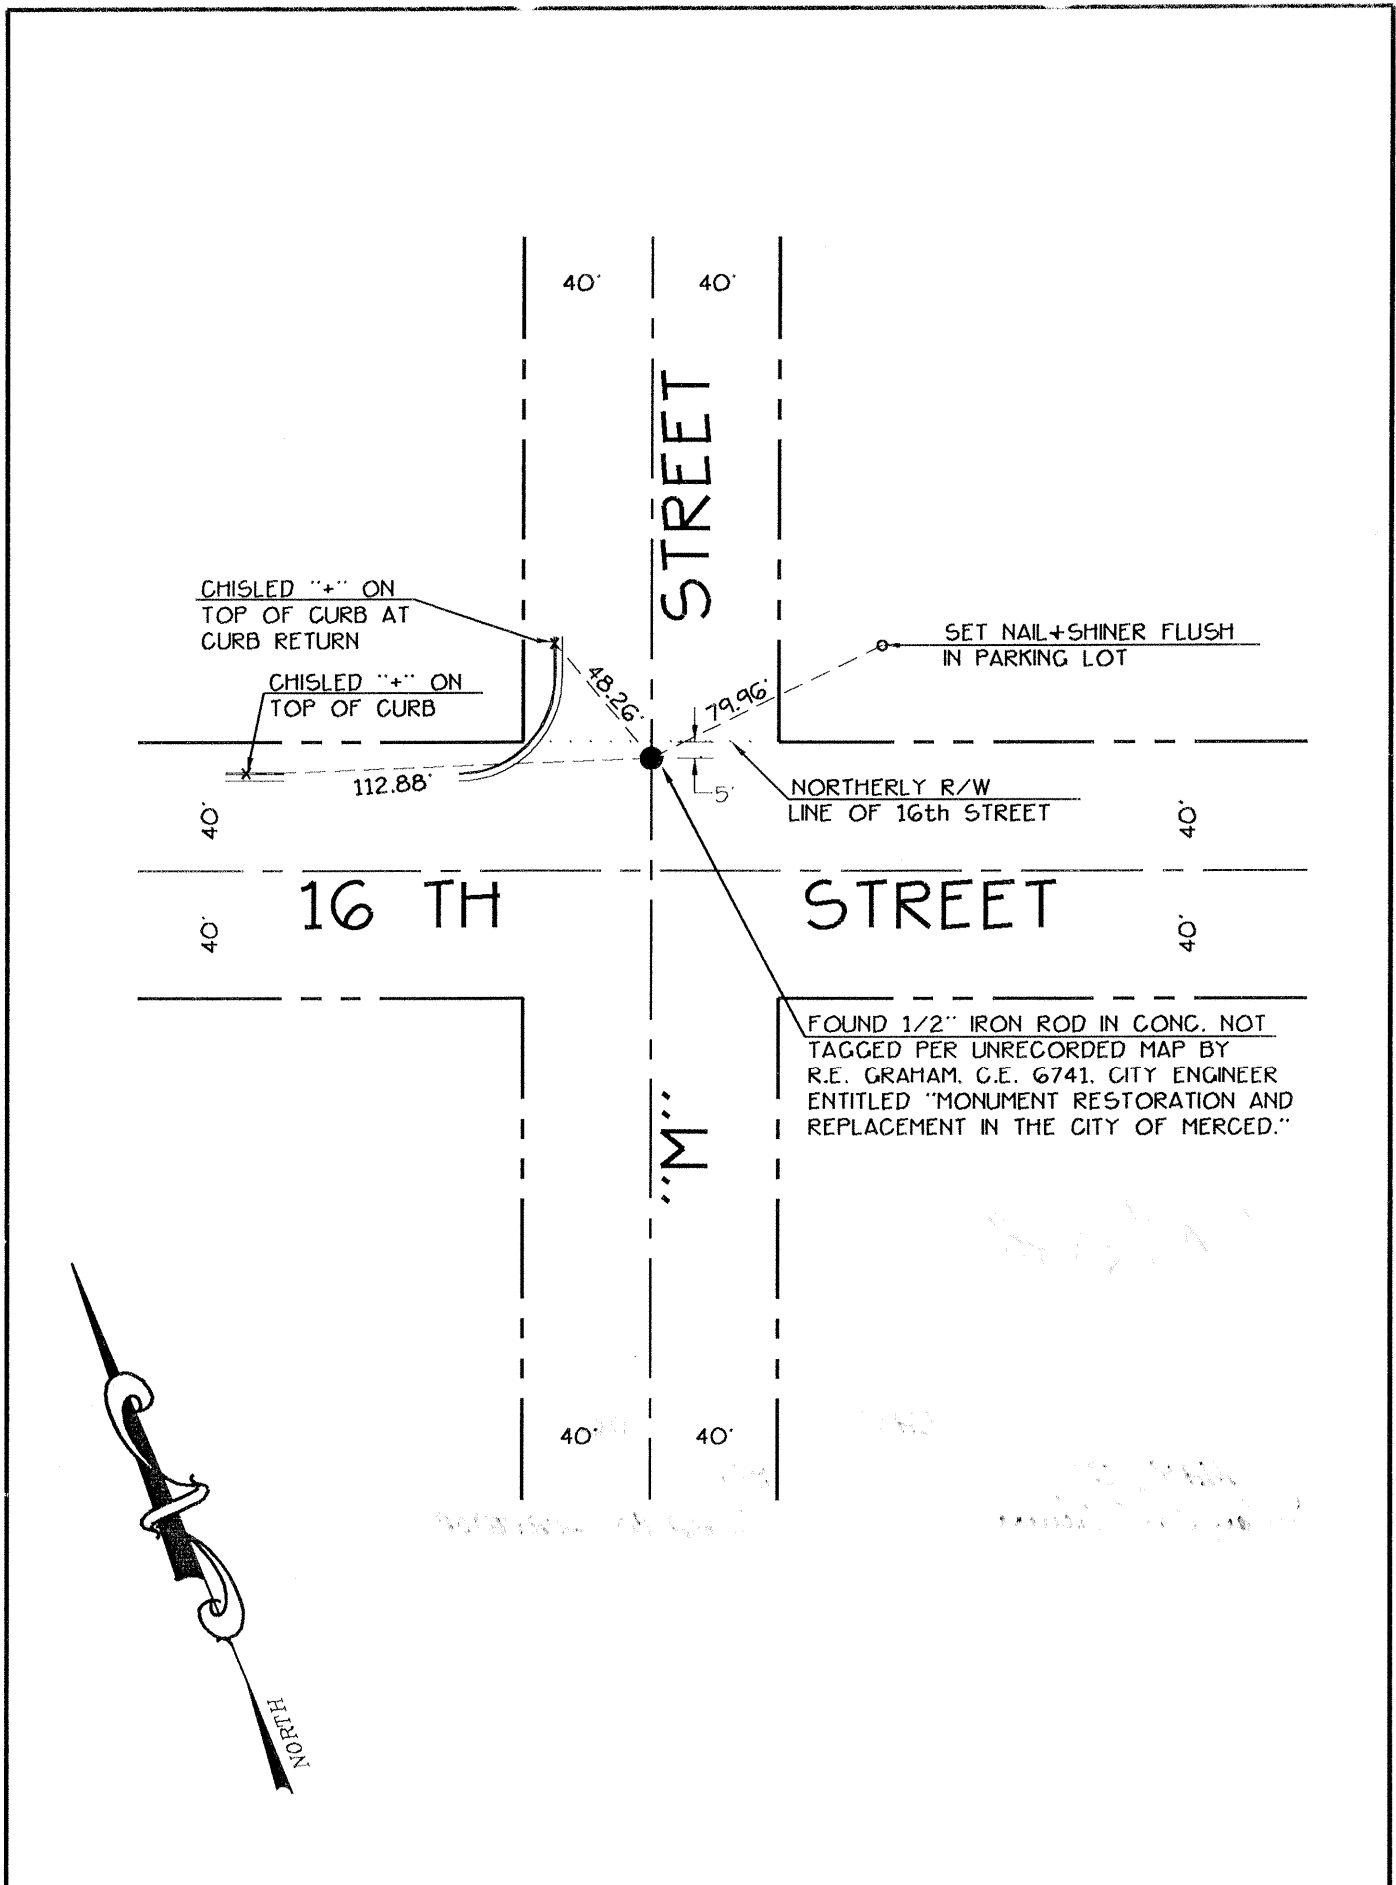 40'
40'
STREET
CHISLED "+" ON
TOP OF CURB AT
CURB RETURN
SET NAIL+SHINER FLUSH
IN PARKING LOT
CHISLED "+" ON
TOP OF CURB
48.26'
79.96'
112.88'
5'
NORTHERLY R/W
LINE OF 16th STREET
40'
40'
16 TH STREET
40'
40'
FOUND 1/2" IRON ROD IN CONC. NOT
TAGGED PER UNRECORDED MAP BY
R.E. GRAHAM, C.E. 6741, CITY ENGINEER
ENTITLED "MONUMENT RESTORATION AND
REPLACEMENT IN THE CITY OF MERCED."
"M"
40'
40'
NORTH